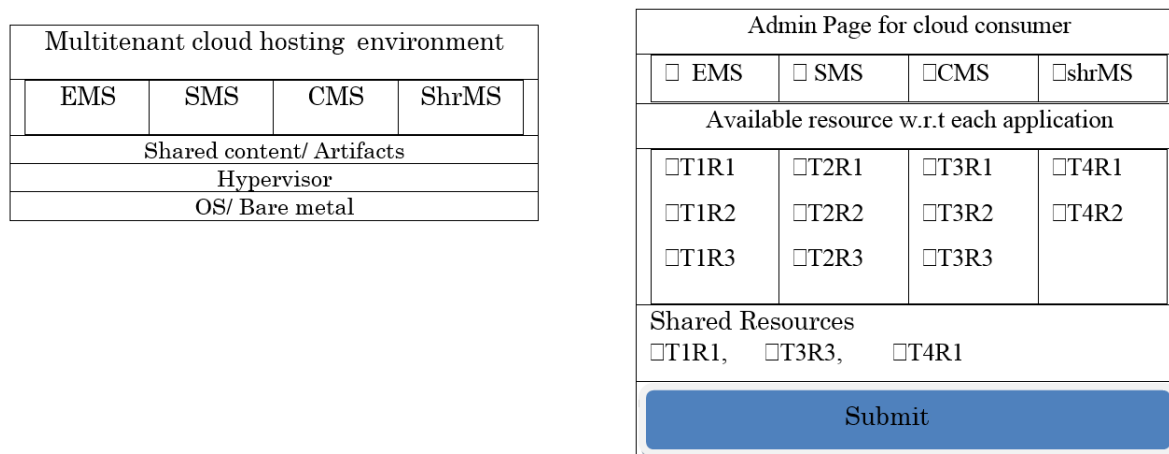 Multitenant cloud hosting environment
EMS SMS CMS ShrMS
Shared content/ Artifacts
Hypervisor
OS/ Bare metal
Admin Page for cloud consumer
□ EMS □ SMS □CMS □shrMS
Available resource w.r.t each application
□T1R1 □T2R1 □T3R1 □T4R1
□T1R2 □T2R2 □T3R2 □T4R2
□T1R3 □T2R3 □T3R3
Shared Resources
□T1R1, □T3R3, □T4R1
Submit